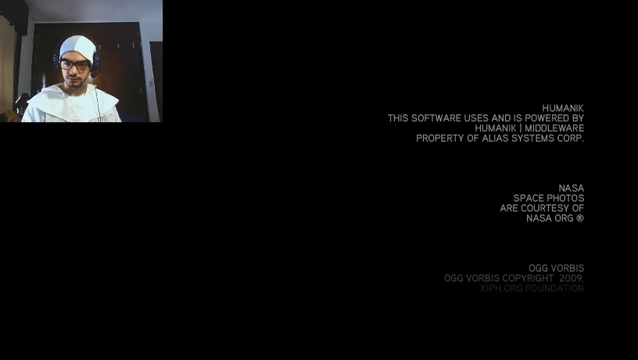 HUMANIK
THIS SOFTWARE USES AND IS POWERED BY
HUMANIK | MIDDLEWARE
PROPERTY OF ALIAS SYSTEMS CORP.
NASA
SPACE PHOTOS
ARE COURTESY OF
NASA ORG ®
OGG VORBIS
OGG VORBIS COPYRIGHT 2009,
XIPH.ORG FOUNDATION